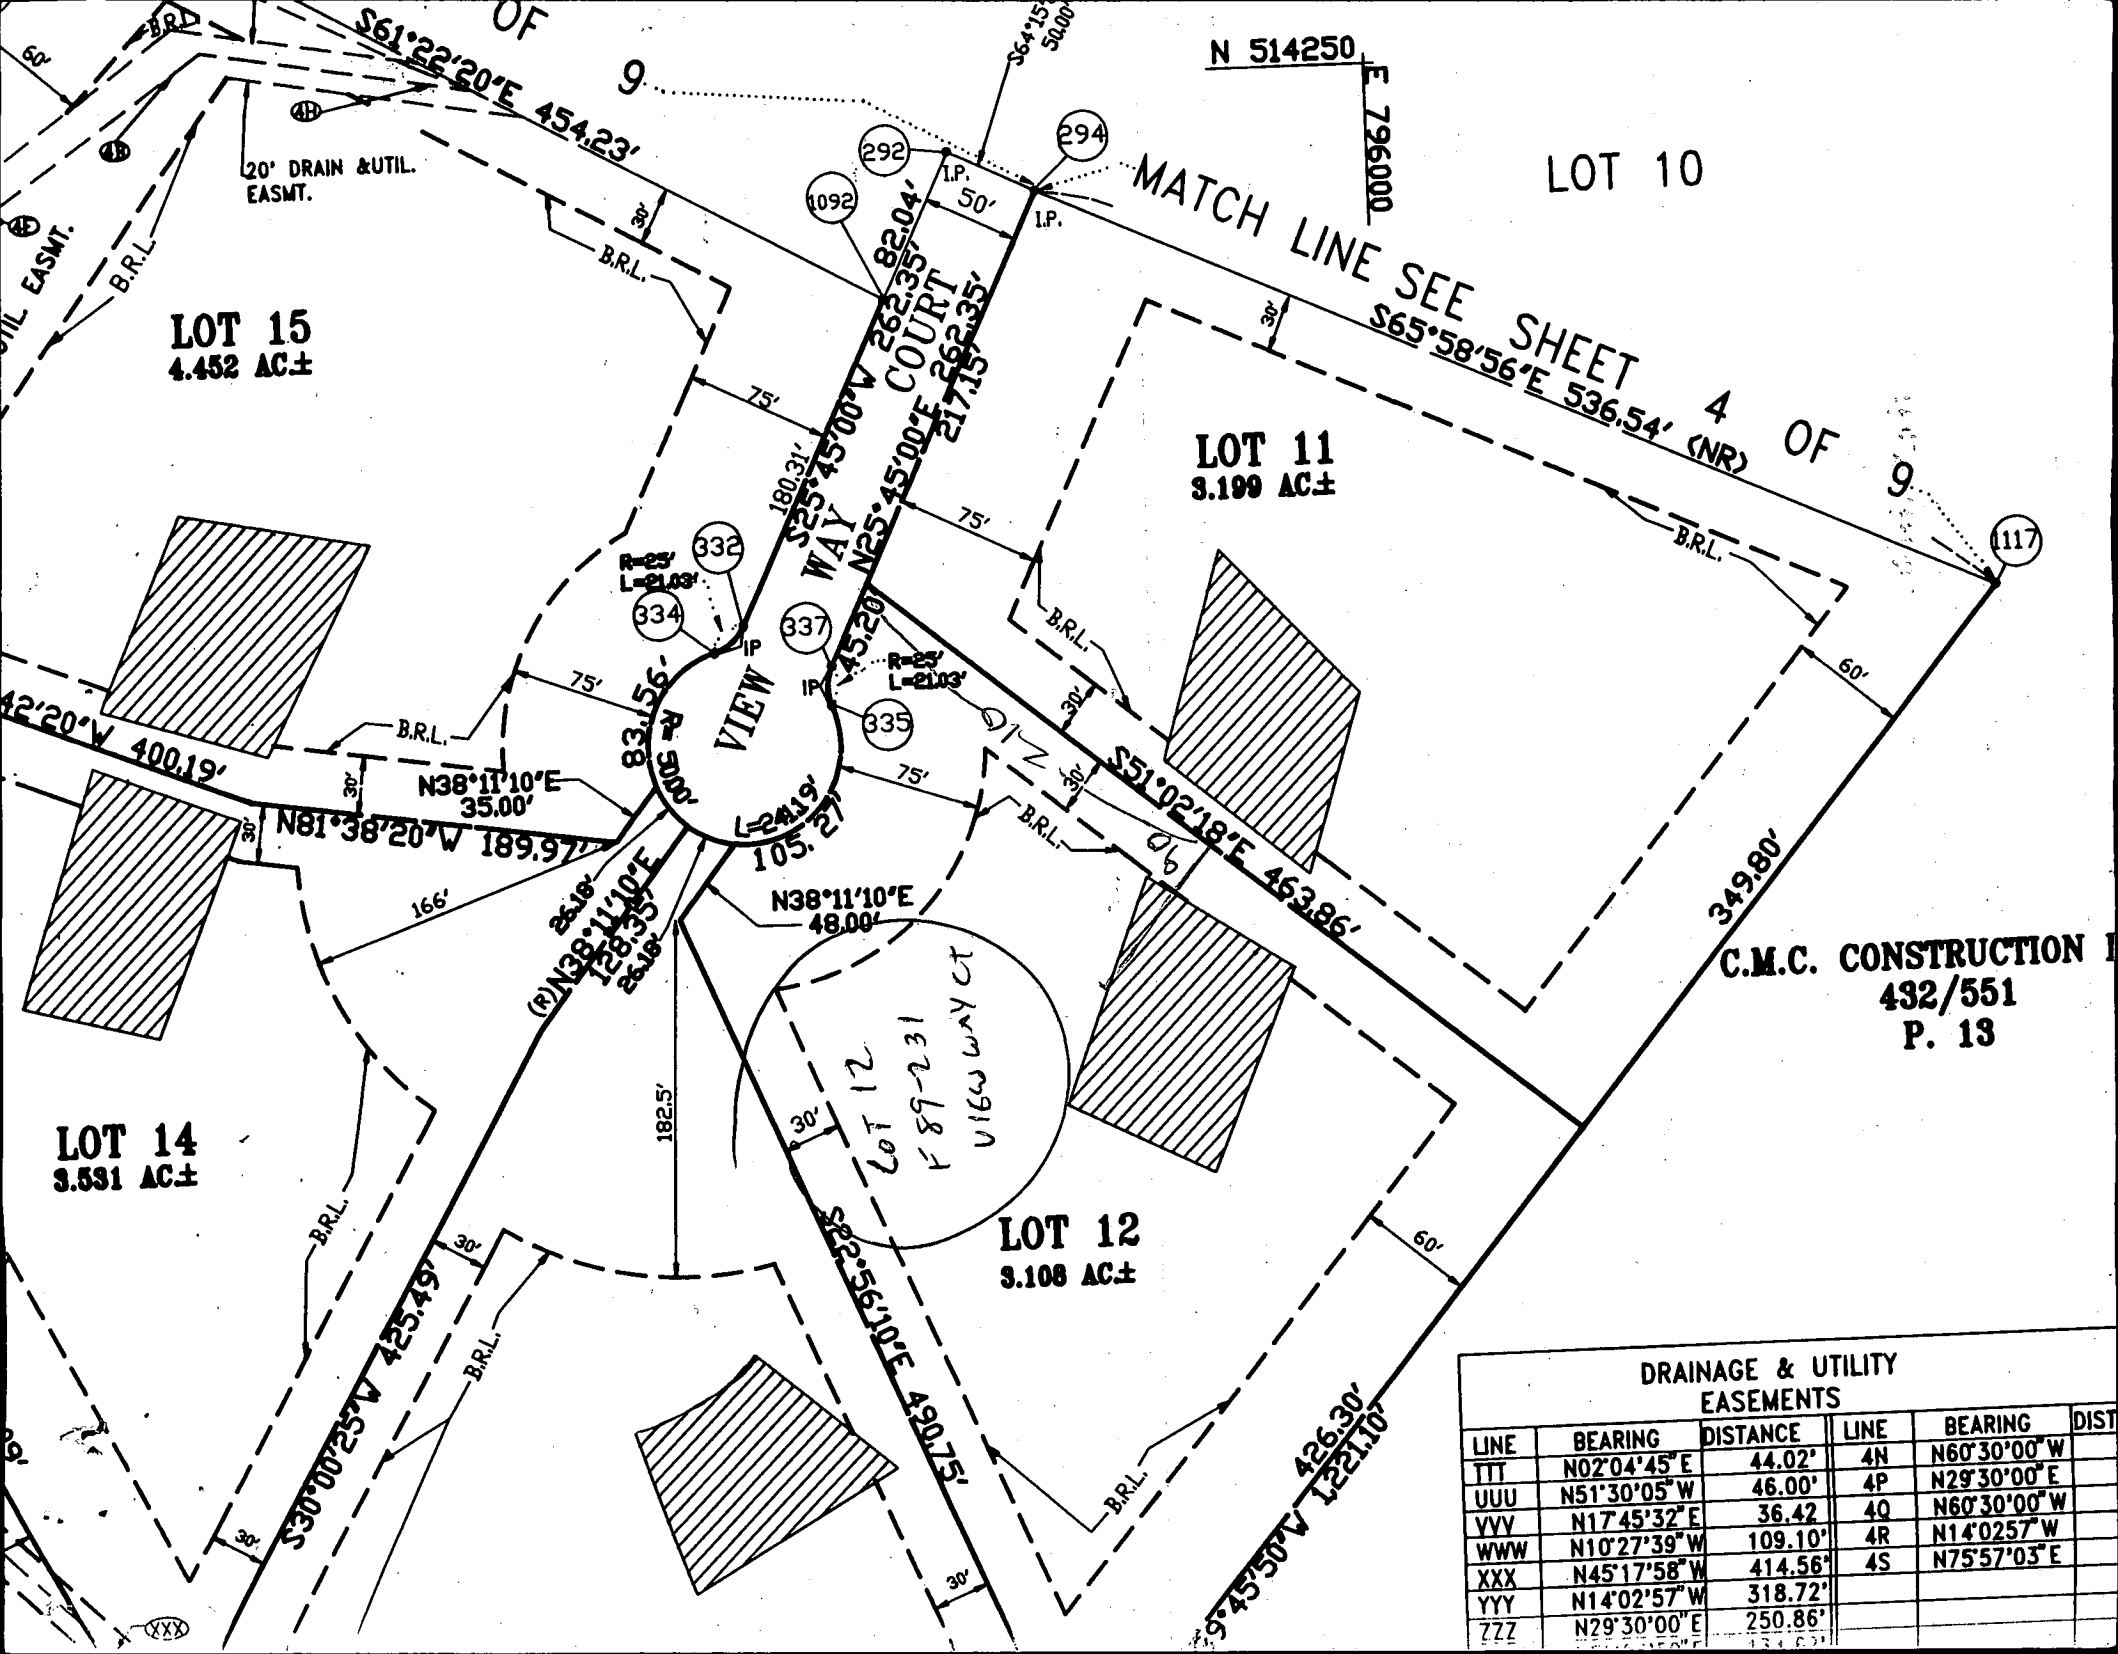 OF
9
S61°22'20"E 454.23'
S64°15'
50.00'
N 514250
E 796000
LOT 10
60'
B.R.L.
4H
4B
4F
20' DRAIN &UTIL.
EASMT.
UTIL. EASMT.
B.R.L.
30'
B.R.L.
292
294
1092
I.P.
I.P.
50'
82.04'
MATCH LINE SEE SHEET 4 OF 9
S65°58'56"E 536.54' (NR)
1117
LOT 15
4.452 AC.±
75'
180.31'
S25°45'00"W 262.35'
VIEW WAY COURT
N25°45'00"E 262.35'
217.15'
45.20'
75'
30'
LOT 11
3.199 AC.±
B.R.L.
B.R.L.
60'
R=25'
L=21.03'
332
334
IP
337
IP
R=25'
L=21.03'
335
75'
83.156'
R= 50.00'
L=241.19'
105.27'
75'
B.R.L.
30'
30'
B.R.L.
S51°02'18"E 463.86'
349.80'
42'20"W 400.19'
B.R.L.
30'
30'
N38°11'10"E
35.00'
N81°38'20"W 189.97'
166'
26.18'
(R)N38°11'10"E
128.35'
26.18'
N38°11'10"E
48.00'
C.M.C. CONSTRUCTION
432/551
P. 13
LOT 12
F89-231
VIEW WAY CT
182.5'
30'
LOT 14
3.531 AC.±
B.R.L.
30'
S30°00'25"W 425.49'
B.R.L.
30'
LOT 12
3.108 AC.±
S22°56'10"E 490.75'
60'
B.R.L.
30'
426.30'
9°45'50"W 1,221.10'
XXX
DRAINAGE & UTILITY
EASEMENTS
LINE BEARING DISTANCE LINE BEARING DIST
TTT N02°04'45"E 44.02' 4N N60°30'00"W
UUU N51°30'05"W 46.00' 4P N29°30'00"E
VVV N17°45'32"E 36.42 4Q N60°30'00"W
WWW N10°27'39"W 109.10' 4R N14°0257"W
XXX N45°17'58"W 414.56' 4S N75°57'03"E
YYY N14°02'57"W 318.72'
ZZZ N29°30'00"E 250.86'